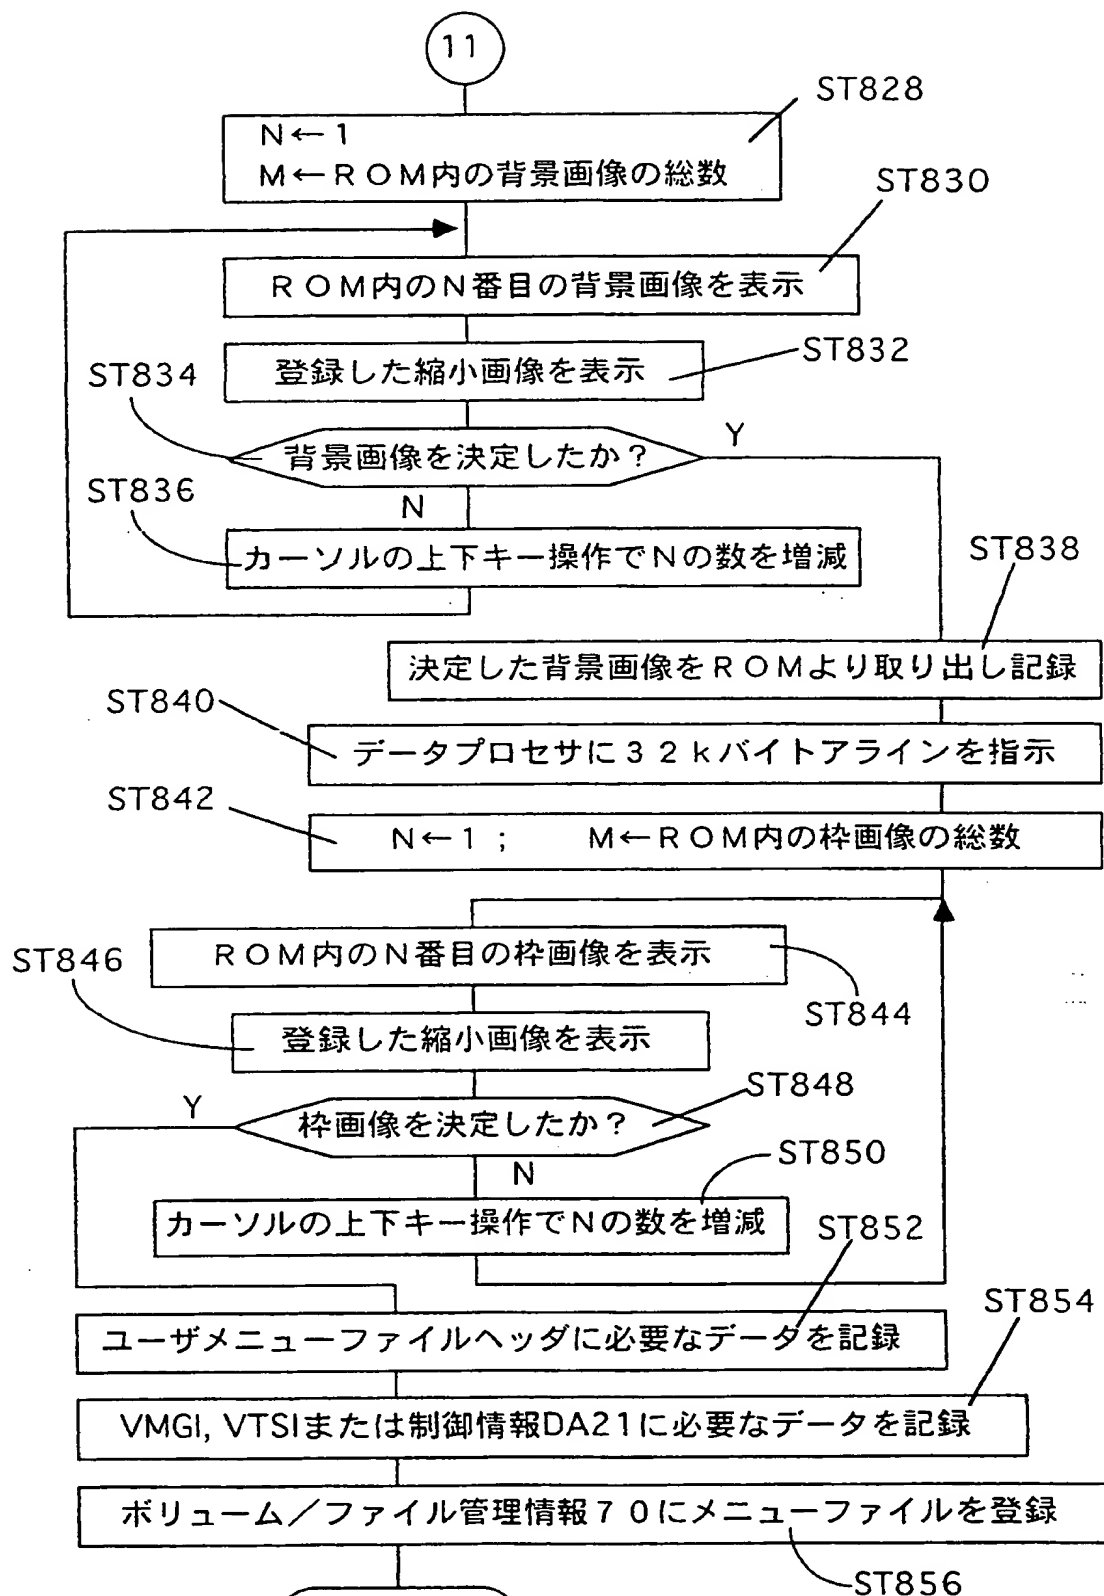 11
ST828
N←1
M←ROM内の背景画像の総数
ST830
ROM内のN番目の背景画像を表示
ST832
登録した縮小画像を表示
ST834
背景画像を決定したか?
Y
ST836
N
カーソルの上下キー操作でNの数を増減
ST838
決定した背景画像をROMより取り出し記録
ST840
データプロセサに32kバイトアラインを指示
ST842
N←1; M←ROM内の枠画像の総数
ROM内のN番目の枠画像を表示
ST846
ST844
登録した縮小画像を表示
ST848
Y
枠画像を決定したか?
ST850
N
カーソルの上下キー操作でNの数を増減
ST852
ST854
ユーザメニューファイルヘッダに必要なデータを記録
VMGI, VTSIまたは制御情報DA21に必要なデータを記録
ボリューム/ファイル管理情報70にメニューファイルを登録
ST856